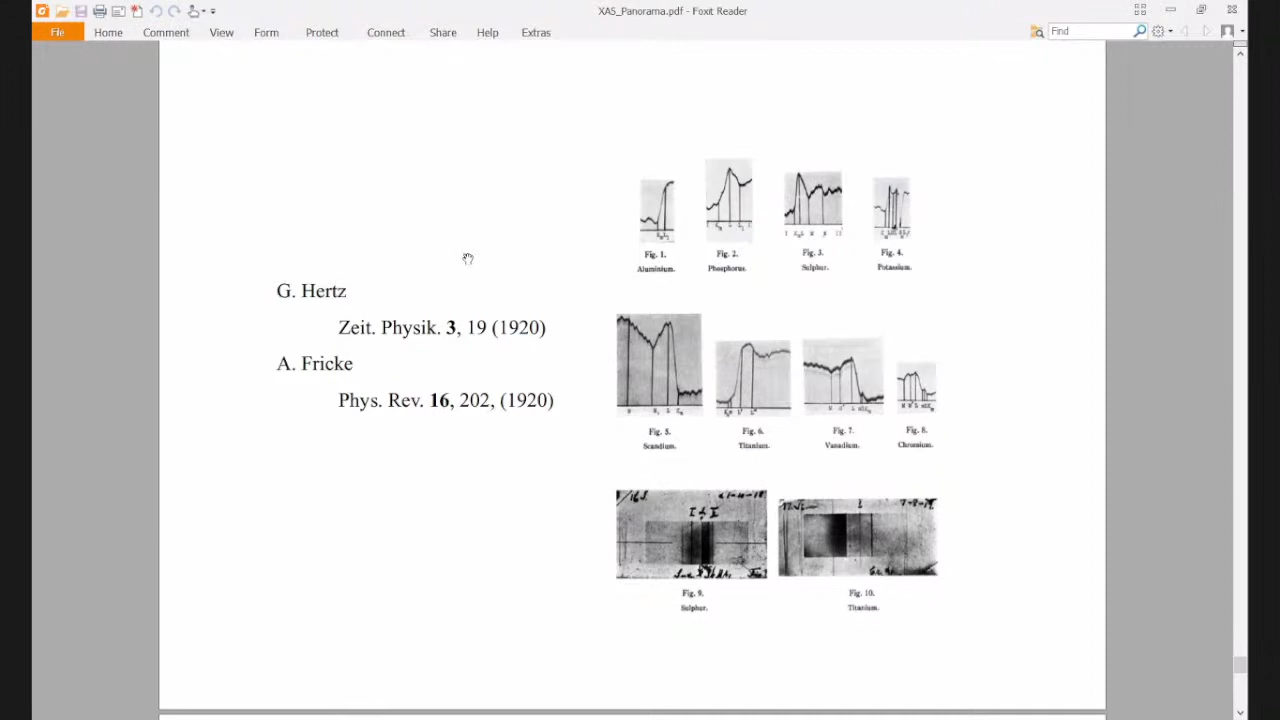 XAS_Panorama.pdf - Foxit Reader
File Home Comment View Form Protect Connect Share Help Extras
Find
Fig. 1. Fig. 2. Fig. 3. Fig. 4.
Aluminium. Phosphorus. Sulphur. Potassium.
G. Hertz
Zeit. Physik. 3, 19 (1920)
A. Fricke
Phys. Rev. 16, 202, (1920)
Fig. 5. Fig. 6. Fig. 7. Fig. 8.
Scandium. Titanium. Vanadium. Chromium.
Fig. 9. Fig. 10.
Sulphur. Titanium.